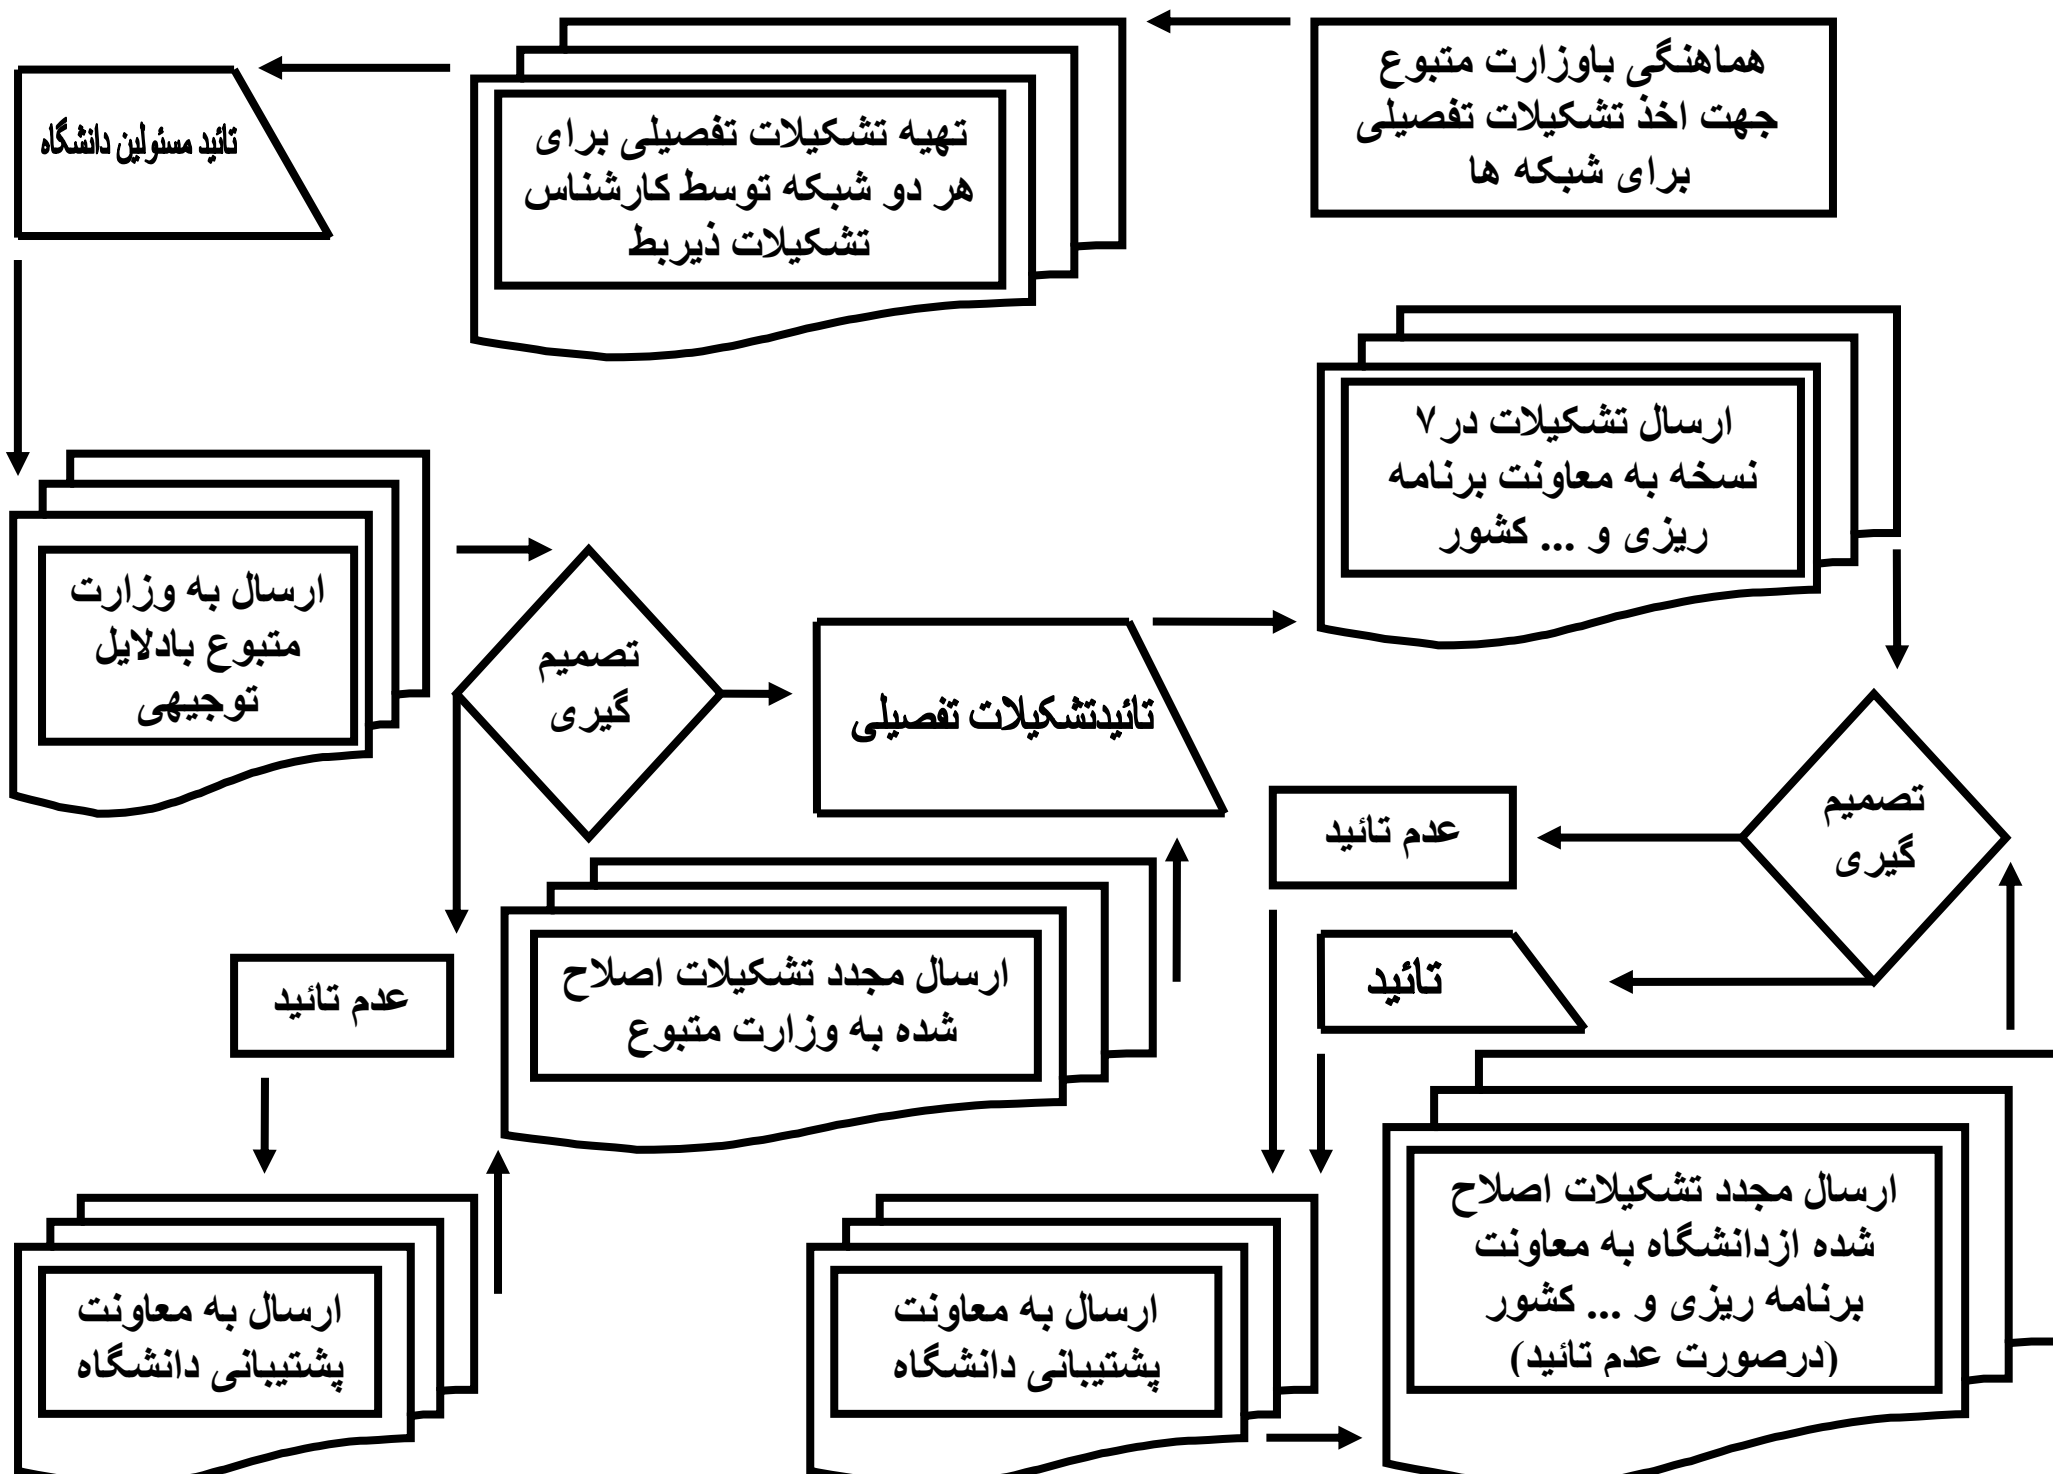 هماهنگی باوزارت متبوع
جهت اخذ تشکیلات تفصیلی
برای شبکه ها
تهیه تشکیلات تفصیلی برای
هر دو شبکه توسط کارشناس
تشکیلات ذیربط
تائید مسئولین دانشگاه
ارسال به وزارت
متبوع بادلایل
توجیهی
تصمیم
گیری
تائیدتشکیلات تفصیلی
ارسال تشکیلات در۷
نسخه به معاونت برنامه
ریزی و ... کشور
تصمیم
گیری
عدم تائید
تائید
عدم تائید
ارسال مجدد تشکیلات اصلاح
شده به وزارت متبوع
ارسال به معاونت
پشتیبانی دانشگاه
ارسال به معاونت
پشتیبانی دانشگاه
ارسال مجدد تشکیلات اصلاح
شده ازدانشگاه به معاونت
برنامه ریزی و ... کشور
(درصورت عدم تائید)